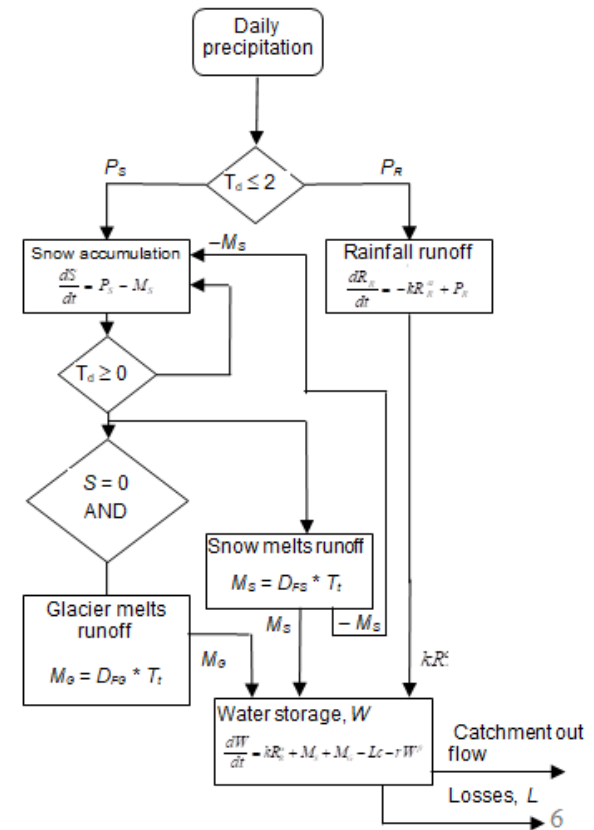 Daily
precipitation
T_d ≤ 2
P_S
P_R
Snow accumulation
dS/dt = P_S – M_S
–M_S
Rainfall runoff
dR_R/dt = –kR_R^α + P_R
T_d ≥ 0
S = 0
AND
Snow melts runoff
M_S = D_FS * T_t
Glacier melts
runoff
M_G = D_FG * T_t
M_S
– M_S
M_G
kR
Water storage, W
dW/dt = kR + M_S + M_G – Lc – rW
Catchment out
flow
Losses, L
6